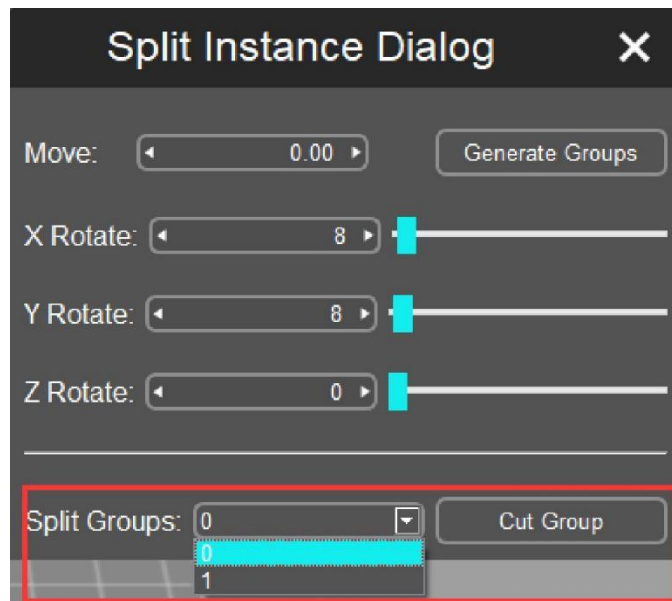 Split Instance Dialog
Move: 0.00 Generate Groups
X Rotate: 8
Y Rotate: 8
Z Rotate: 0
Split Groups: 0 Cut Group
0
1